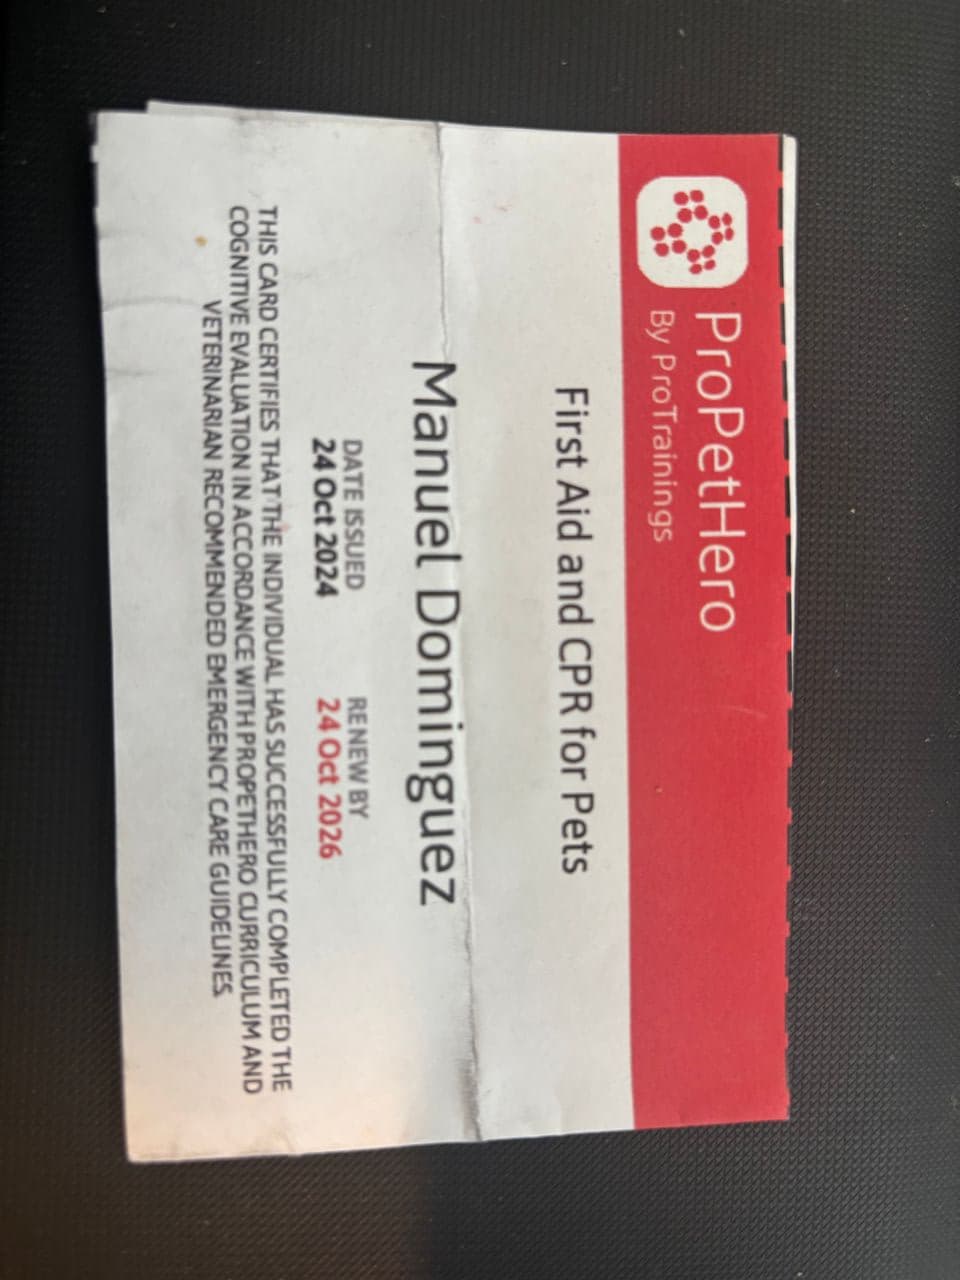 ProPetHero
By ProTrainings
First Aid and CPR for Pets
Manuel Dominguez
DATE ISSUED RENEW BY
24 Oct 2024 24 Oct 2026
THIS CARD CERTIFIES THAT THE INDIVIDUAL HAS SUCCESSFULLY COMPLETED THE
COGNITIVE EVALUATION IN ACCORDANCE WITH PROPETHERO CURRICULUM AND
VETERINARIAN RECOMMENDED EMERGENCY CARE GUIDELINES.